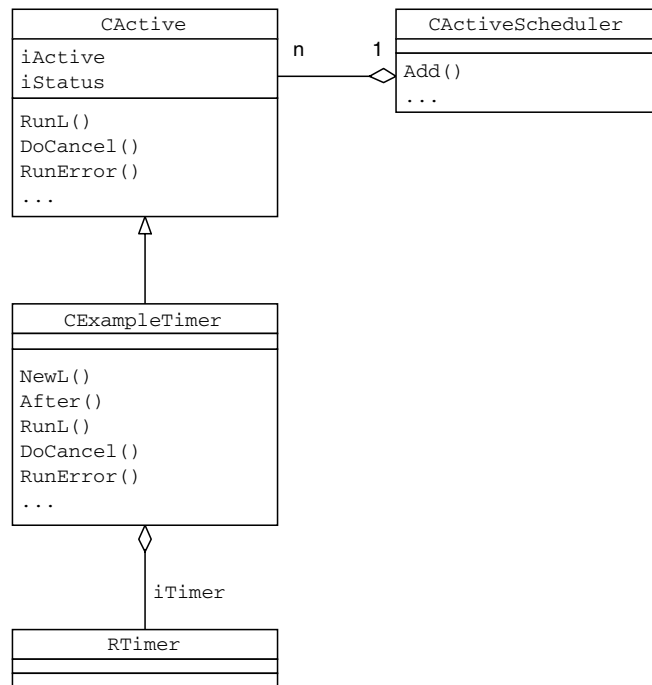 CActive
iActive
iStatus
RunL()
DoCancel()
RunError()
...
n
1
CActiveScheduler
Add()
...
CExampleTimer
NewL()
After()
RunL()
DoCancel()
RunError()
...
iTimer
RTimer